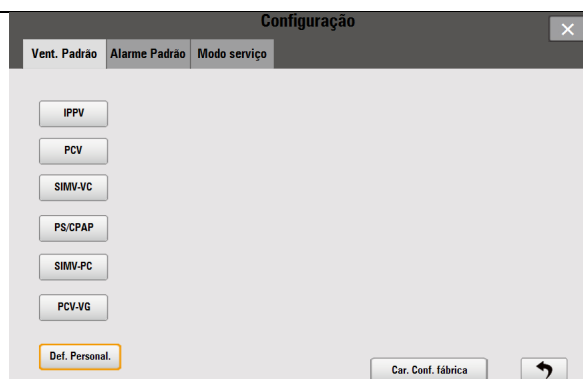 Configuração
Vent. Padrão Alarme Padrão Modo serviço
IPPV
PCV
SIMV-VC
PS/CPAP
SIMV-PC
PCV-VG
Def. Personal.
Car. Conf. fábrica